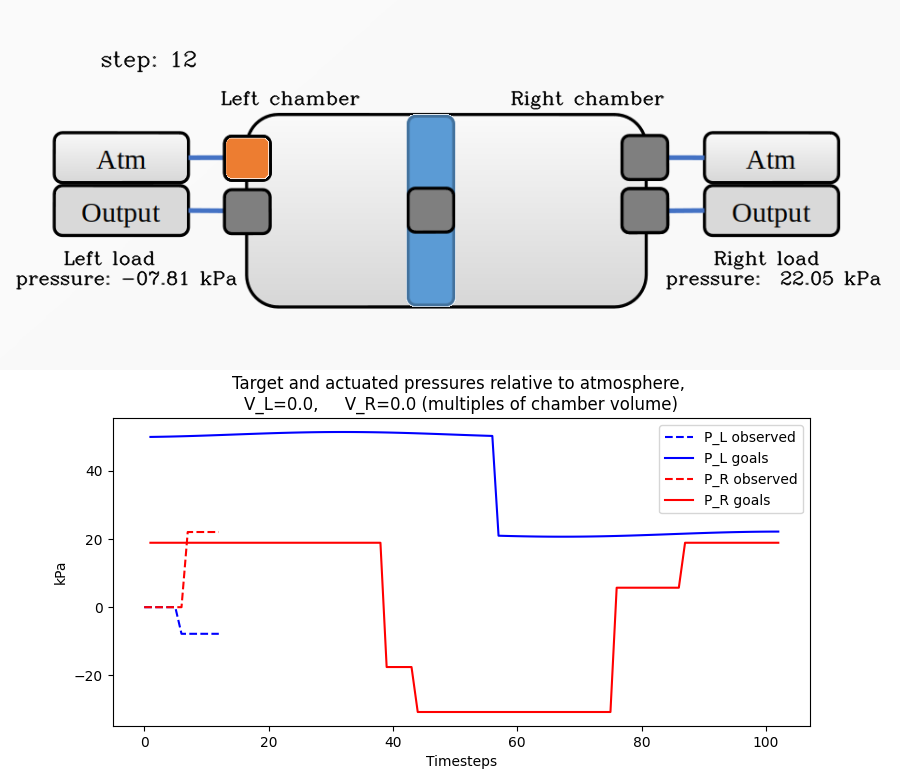 step: 12
Left chamber
Right chamber
Atm
Atm
Output
Output
Left load
pressure: −07.81 kPa
Right load
pressure: 22.05 kPa
Target and actuated pressures relative to atmosphere,
V_L=0.0, V_R=0.0 (multiples of chamber volume)
P_L observed
P_L goals
P_R observed
P_R goals
kPa
40
20
0
−20
0 20 40 60 80 100
Timesteps